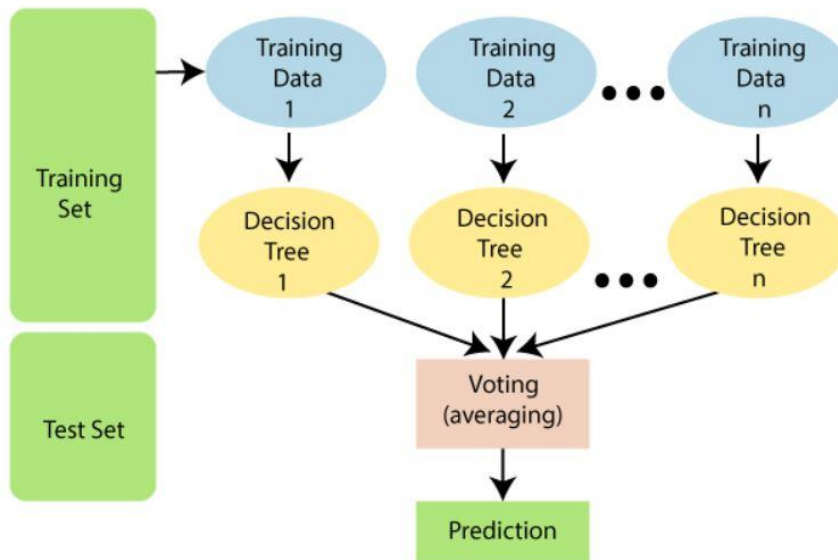 Training
Set
Training
Data
1
Training
Data
2
Training
Data
n
Decision
Tree
1
Decision
Tree
2
Decision
Tree
n
Test Set
Voting
(averaging)
Prediction